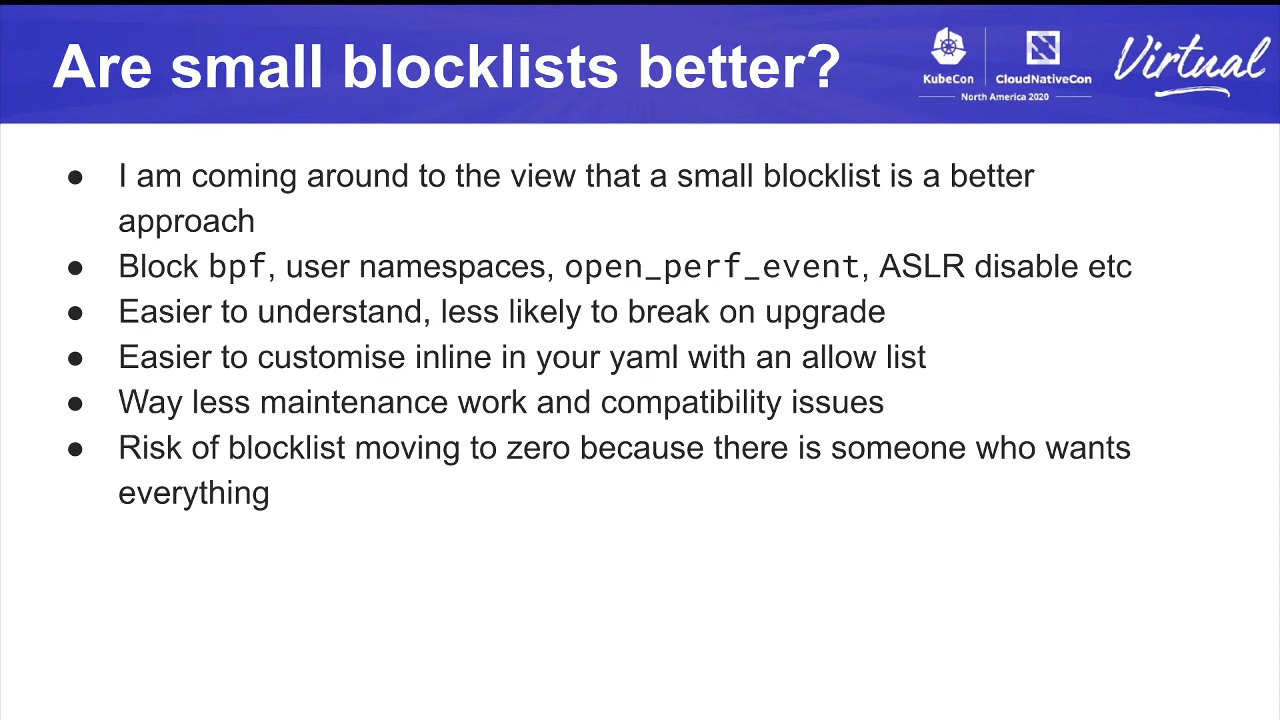 Are small blocklists better?
KubeCon
CloudNativeCon
North America 2020
Virtual
● I am coming around to the view that a small blocklist is a better
approach
● Block bpf, user namespaces, open_perf_event, ASLR disable etc
● Easier to understand, less likely to break on upgrade
● Easier to customise inline in your yaml with an allow list
● Way less maintenance work and compatibility issues
● Risk of blocklist moving to zero because there is someone who wants
everything